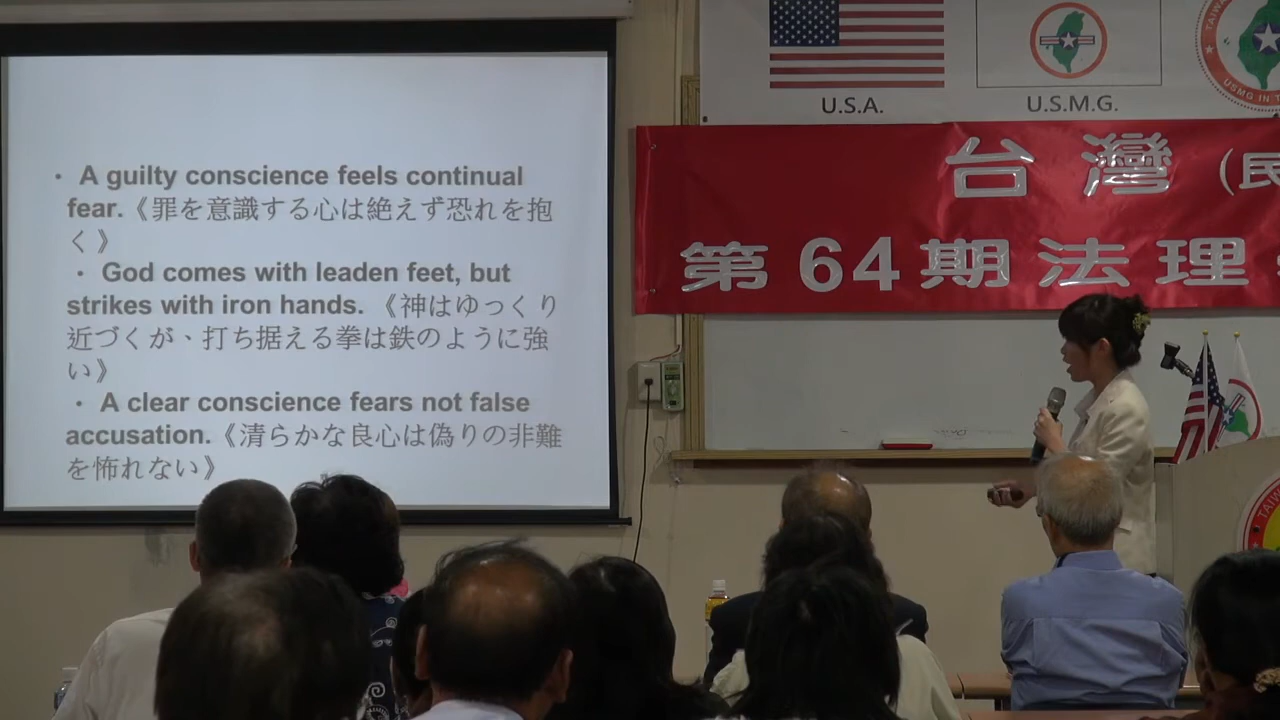 • A guilty conscience feels continual
fear.《罪を意識する心は絶えず恐れを抱
く》
• God comes with leaden feet, but
strikes with iron hands. 《神はゆっくり
近づくが、打ち据える拳は鉄のように強
い》
• A clear conscience fears not false
accusation.《清らかな良心は偽りの非難
を怖れない》
U.S.A.
U.S.M.G.
USMG IN T
台灣（民
第64期法理